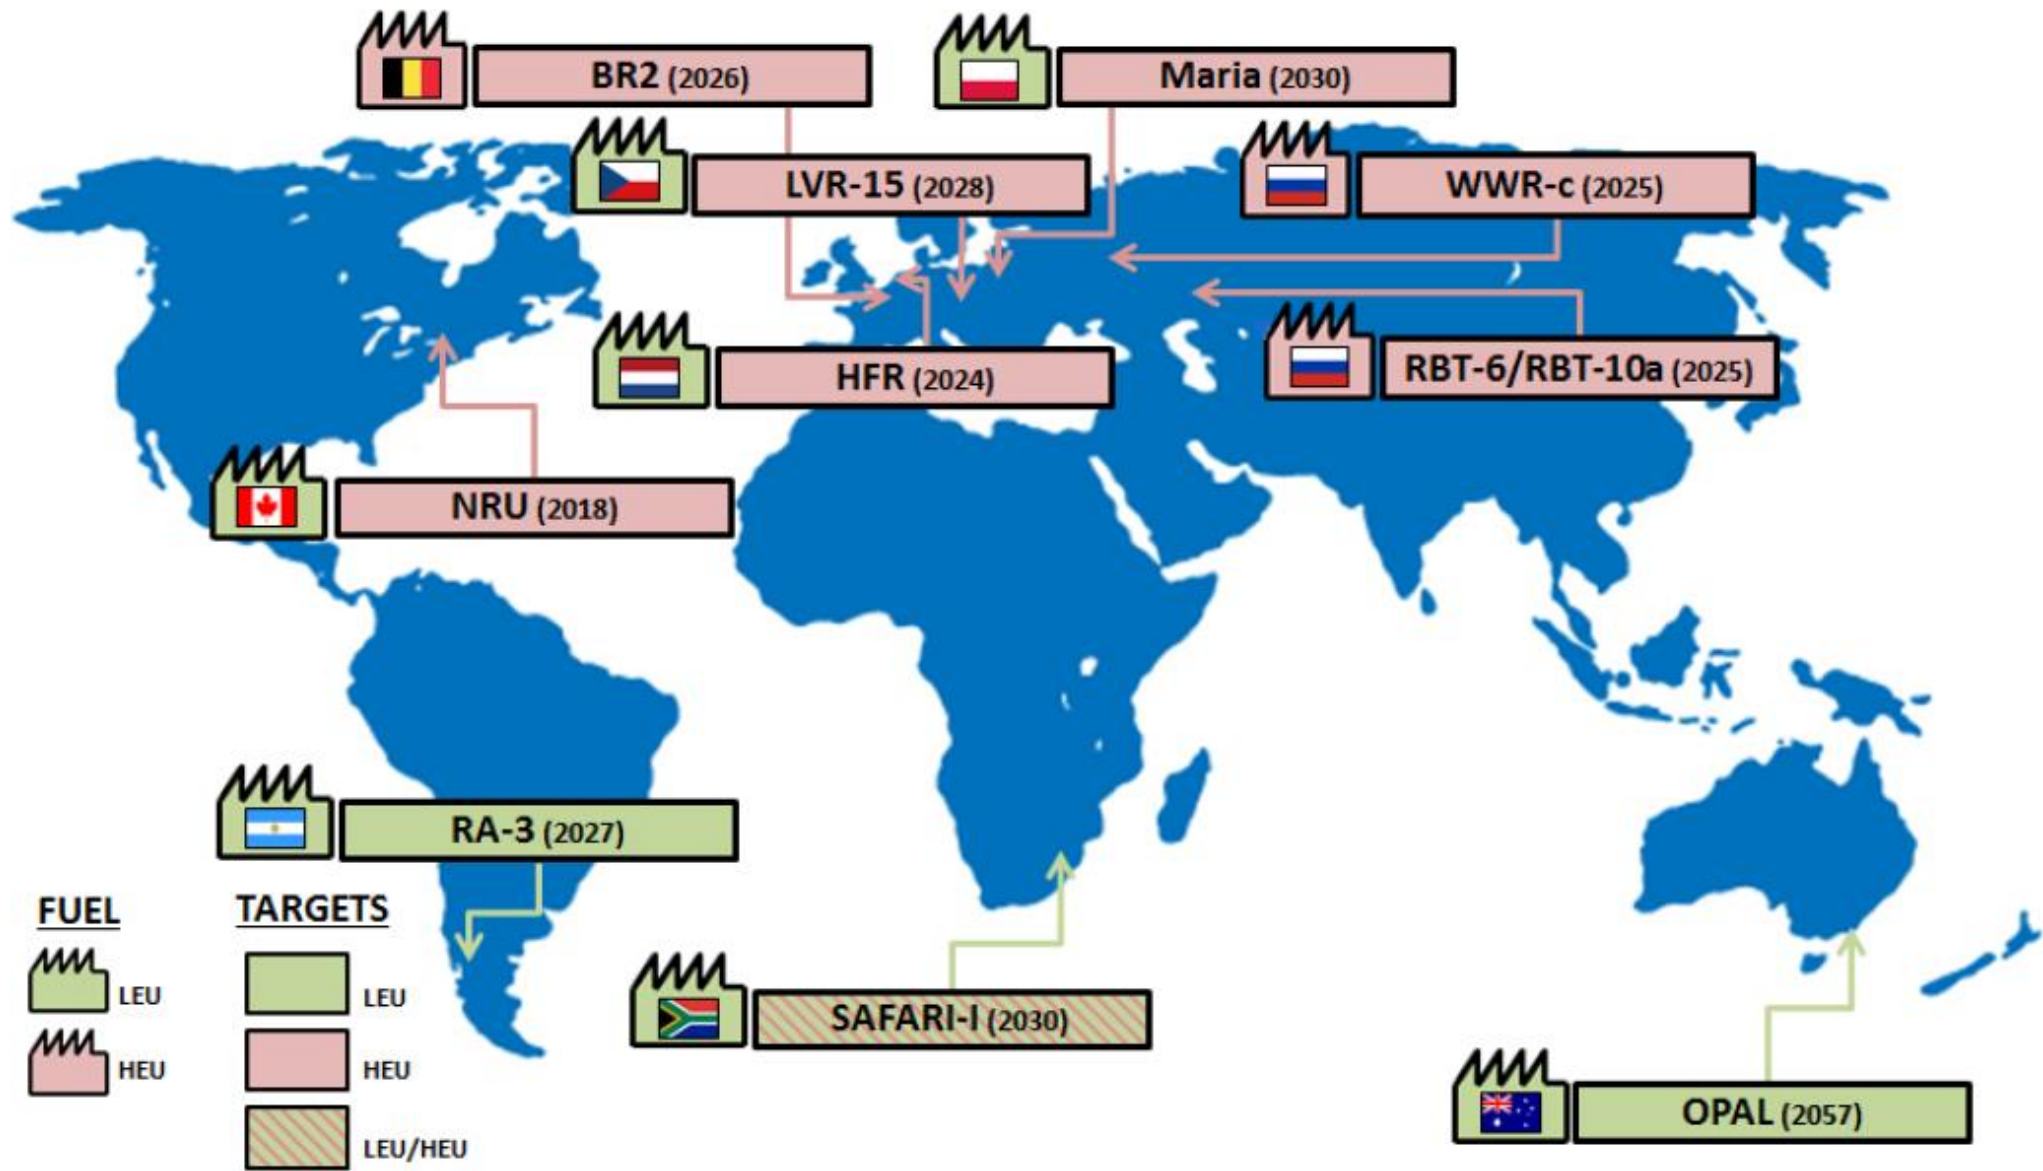 BR2 (2026)
Maria (2030)
LVR-15 (2028)
WWR-c (2025)
HFR (2024)
RBT-6/RBT-10a (2025)
NRU (2018)
RA-3 (2027)
FUEL
TARGETS
LEU
LEU
HEU
HEU
LEU/HEU
SAFARI-I (2030)
OPAL (2057)